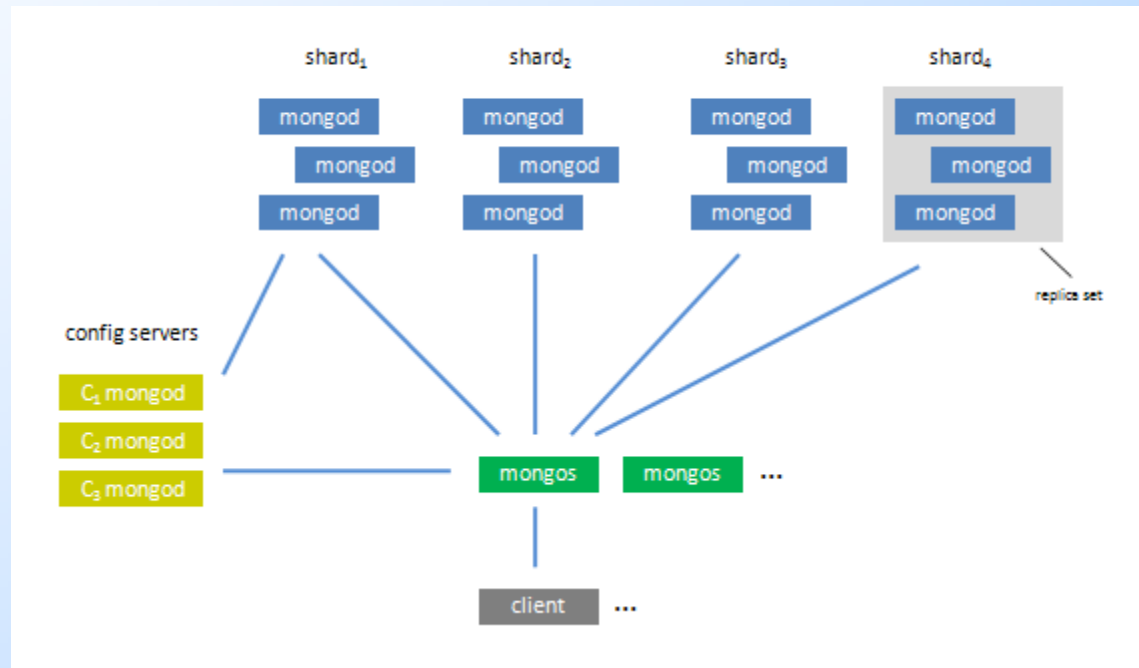 shard₁ shard₂ shard₃ shard₄
mongod mongod mongod mongod
mongod mongod mongod mongod
mongod mongod mongod mongod
replica set
config servers
C₁ mongod
C₂ mongod
C₃ mongod
mongos mongos ...
client ...